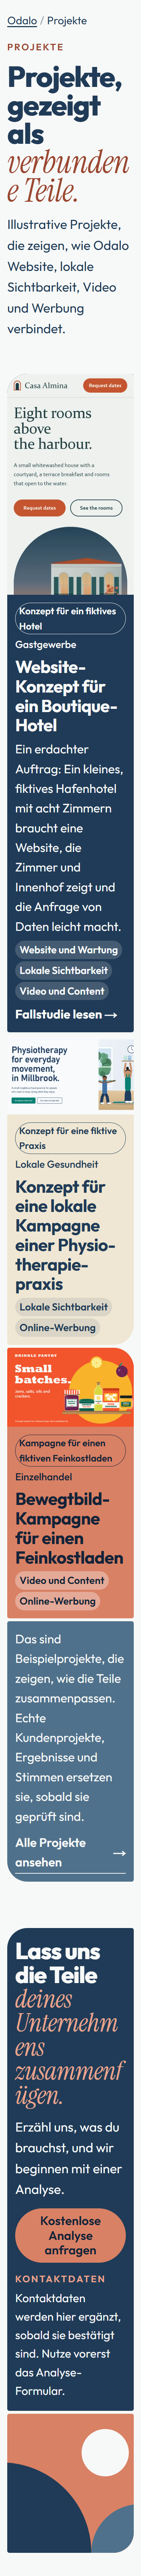 Odalo / Projekte
PROJEKTE
Projekte,
gezeigt
als
verbunden
e Teile.
Illustrative Projekte,
die zeigen, wie Odalo
Website, lokale
Sichtbarkeit, Video
und Werbung
verbindet.
Casa Almina
Request dates
Eight rooms
above
the harbour.
A small whitewashed house with a
courtyard, a terrace breakfast and rooms
that open to the water.
Request dates
See the rooms
Konzept für ein fiktives
Hotel
Gastgewerbe
Website-
Konzept für
ein Boutique-
Hotel
Ein erdachter
Auftrag: Ein kleines,
fiktives Hafenhotel
mit acht Zimmern
braucht eine
Website, die
Zimmer und
Innenhof zeigt und
die Anfrage von
Daten leicht macht.
Website und Wartung
Lokale Sichtbarkeit
Video und Content
Fallstudie lesen →
Physiotherapy
for everyday
movement,
in Millbrook.
Konzept für eine fiktive
Praxis
Lokale Gesundheit
Konzept für
eine lokale
Kampagne
einer Physio-
therapie-
praxis
Lokale Sichtbarkeit
Online-Werbung
BRINDLE PANTRY
Small
batches.
Jams, oils, and
crackers.
Kampagne für einen
fiktiven Feinkostladen
Einzelhandel
Bewegtbild-
Kampagne
für einen
Feinkostladen
Video und Content
Online-Werbung
Das sind
Beispielprojekte, die
zeigen, wie die Teile
zusammenpassen.
Echte
Kundenprojekte,
Ergebnisse und
Stimmen ersetzen
sie, sobald sie
geprüft sind.
Alle Projekte
ansehen →
Lass uns
die Teile
deines
Unternehm
ens
zusammenf
ügen.
Erzähl uns, was du
brauchst, und wir
beginnen mit einer
Analyse.
Kostenlose
Analyse
anfragen
KONTAKTDATEN
Kontaktdaten
werden hier ergänzt,
sobald sie bestätigt
sind. Nutze vorerst
das Analyse-
Formular.